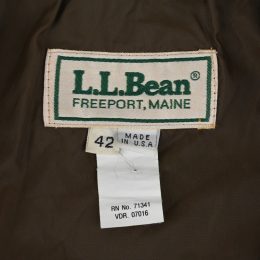 L.L.Bean®
FREEPORT, MAINE
42
MADE
IN U.S.A
RN No. 71341
VDR. 07016